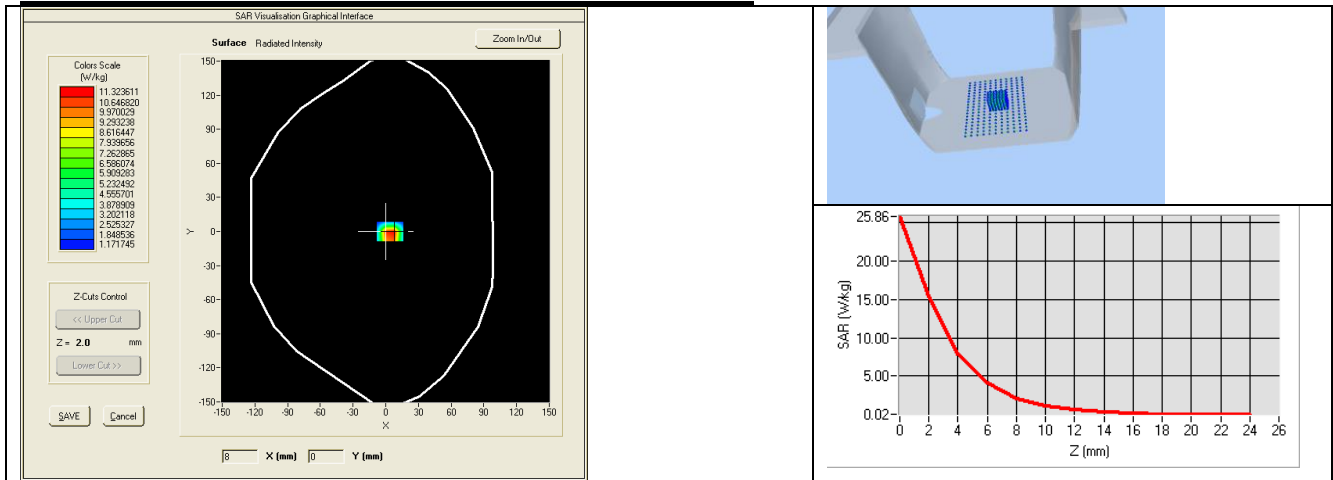 SAR Visualisation Graphical Interface
Surface Radiated Intensity
Zoom In/Out
Colors Scale
(W/kg)
11.323611
10.646820
9.970029
9.293238
8.616447
7.939656
7.262865
6.586074
5.909283
5.232492
4.555701
3.878909
3.202118
2.525327
1.848536
1.171745
Z-Cuts Control
<< Upper Cut
Z = 2.0 mm
Lower Cut >>
SAVE Cancel
150
120
90
60
30
Y 0
-30
-60
-90
-120
-150
-150 -120 -90 -60 -30 0 30 60 90 120 150
X
8 X (mm) 0 Y (mm)
25.86
20.00
15.00
10.00
5.00
0.02
SAR (W/kg)
0 2 4 6 8 10 12 14 16 18 20 22 24 26
Z (mm)